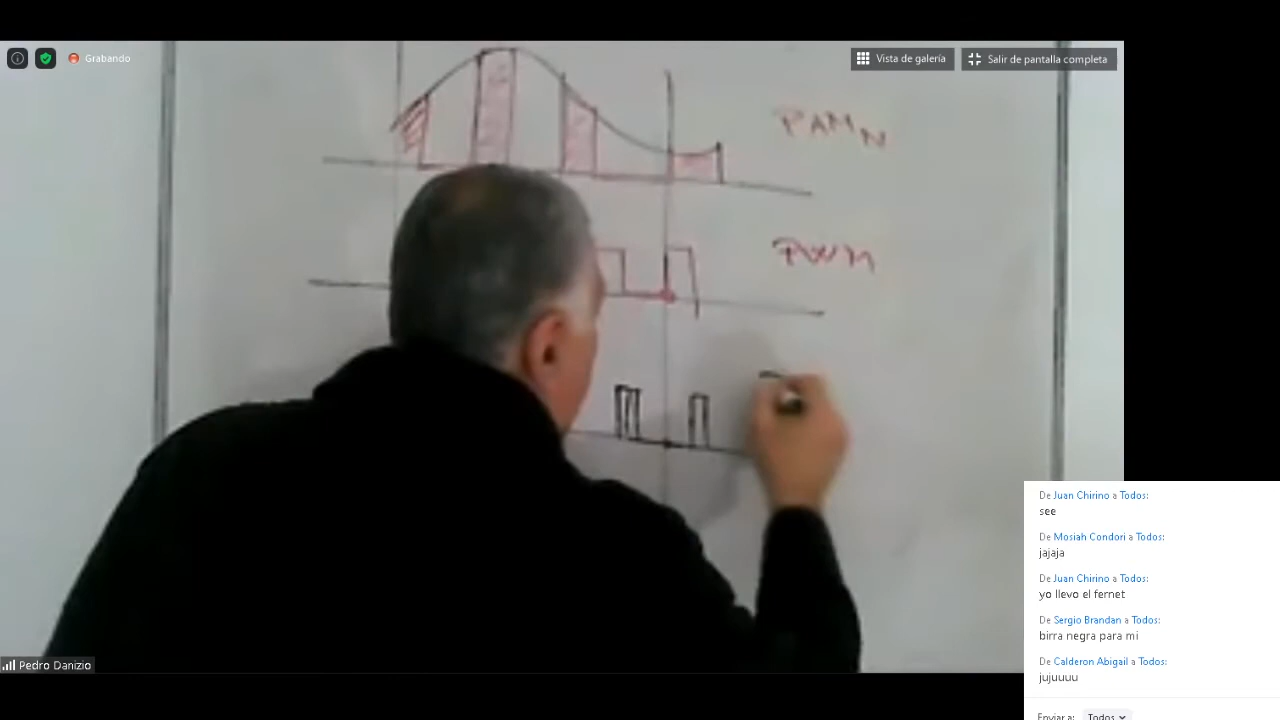 Grabando
Vista de galería
Salir de pantalla completa
PAM N
PWM
De Juan Chirino a Todos:
see
De Mosiah Condori a Todos:
jajaja
De Juan Chirino a Todos:
yo llevo el fernet
De Sergio Brandan a Todos:
birra negra para mi
De Calderon Abigail a Todos:
jujuuuu
Enviar a: Todos
Pedro Danizio